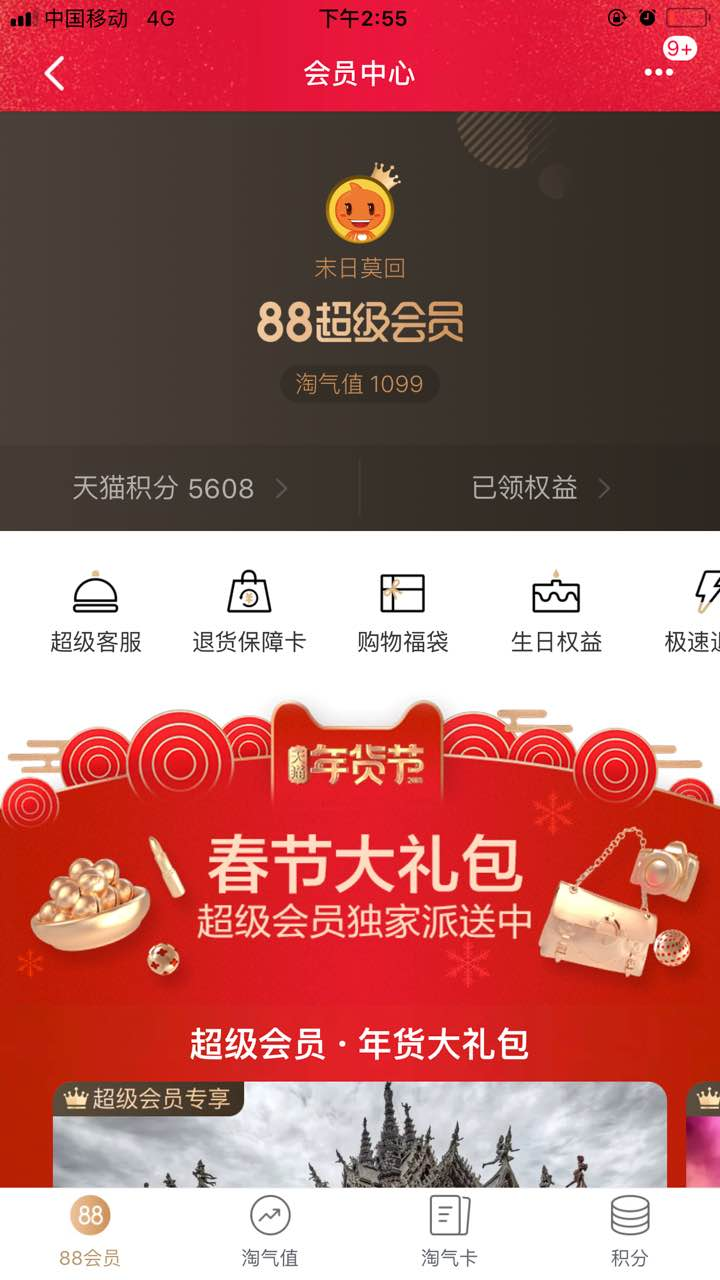 中国移动 4G 下午2:55
会员中心
9+
末日莫回
88超级会员
淘气值 1099
天猫积分 5608
已领权益
超级客服 退货保障卡 购物福袋 生日权益 极速退
天猫 年货节
春节大礼包
超级会员独家派送中
超级会员·年货大礼包
超级会员专享
88
88会员 淘气值 淘气卡 积分